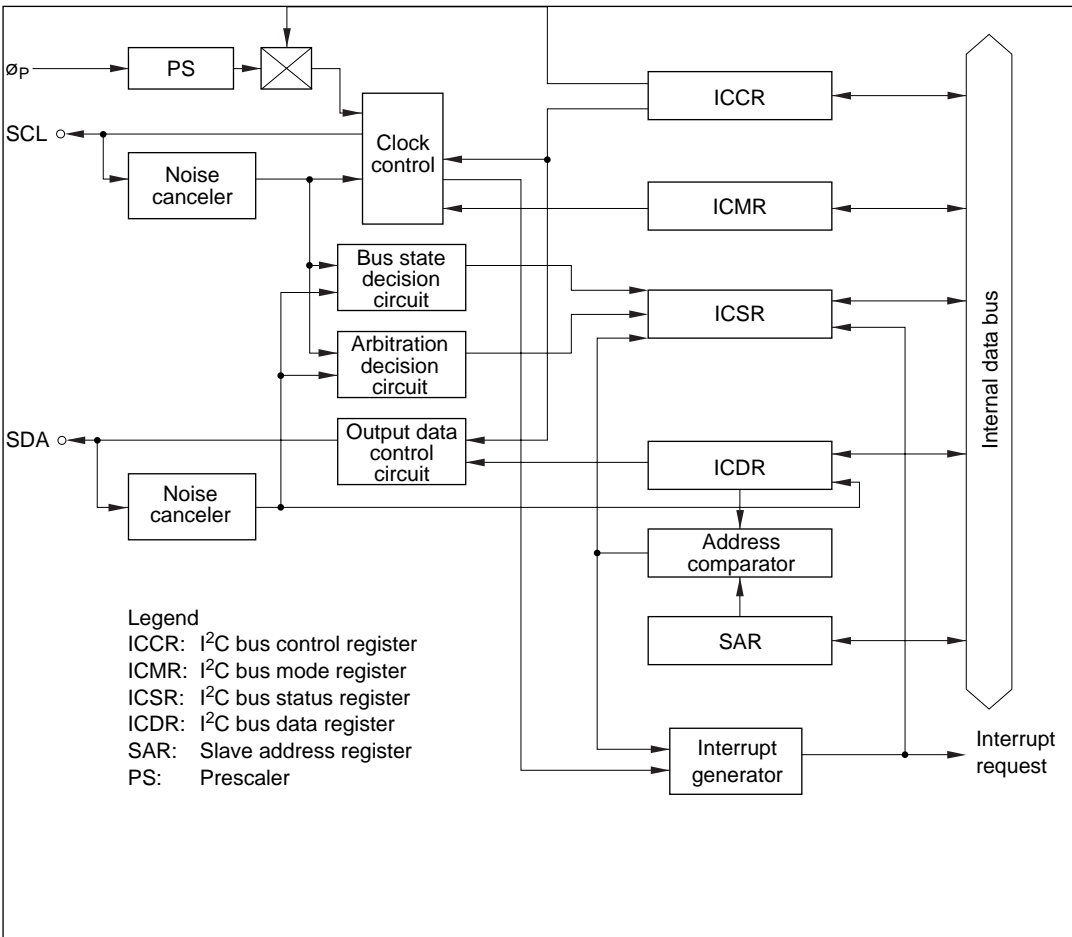 øP
PS
ICCR
SCL
Clock
control
Noise
canceler
ICMR
Bus state
decision
circuit
ICSR
Internal data bus
Arbitration
decision
circuit
SDA
Output data
control
circuit
ICDR
Noise
canceler
Address
comparator
SAR
Legend
ICCR: I²C bus control register
ICMR: I²C bus mode register
ICSR: I²C bus status register
ICDR: I²C bus data register
SAR: Slave address register
PS: Prescaler
Interrupt
generator
Interrupt
request